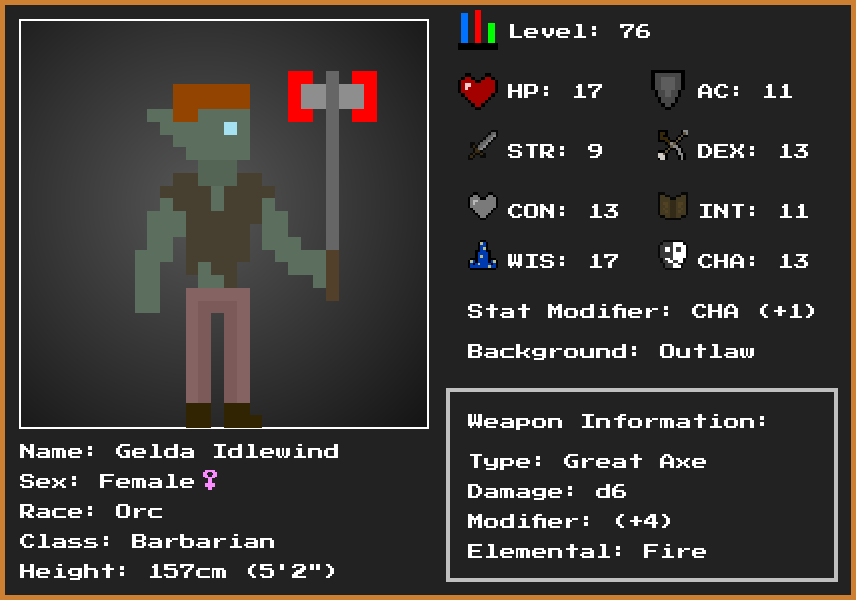 Level: 76
HP: 17
AC: 11
STR: 9
DEX: 13
CON: 13
INT: 11
WIS: 17
CHA: 13
Stat Modifier: CHA (+1)
Background: Outlaw
Weapon Information:
Type: Great Axe
Damage: d6
Modifier: (+4)
Elemental: Fire
Name: Gelda Idlewind
Sex: Female♀
Race: Orc
Class: Barbarian
Height: 157cm (5'2")